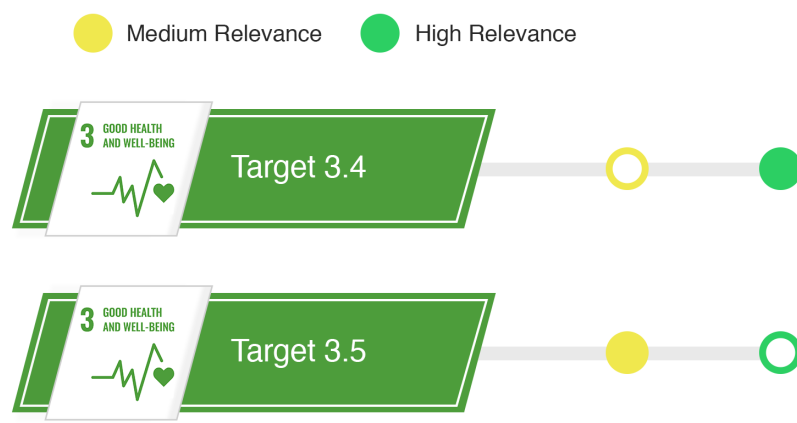 Medium Relevance
High Relevance
3 GOOD HEALTH
AND WELL-BEING
Target 3.4
3 GOOD HEALTH
AND WELL-BEING
Target 3.5